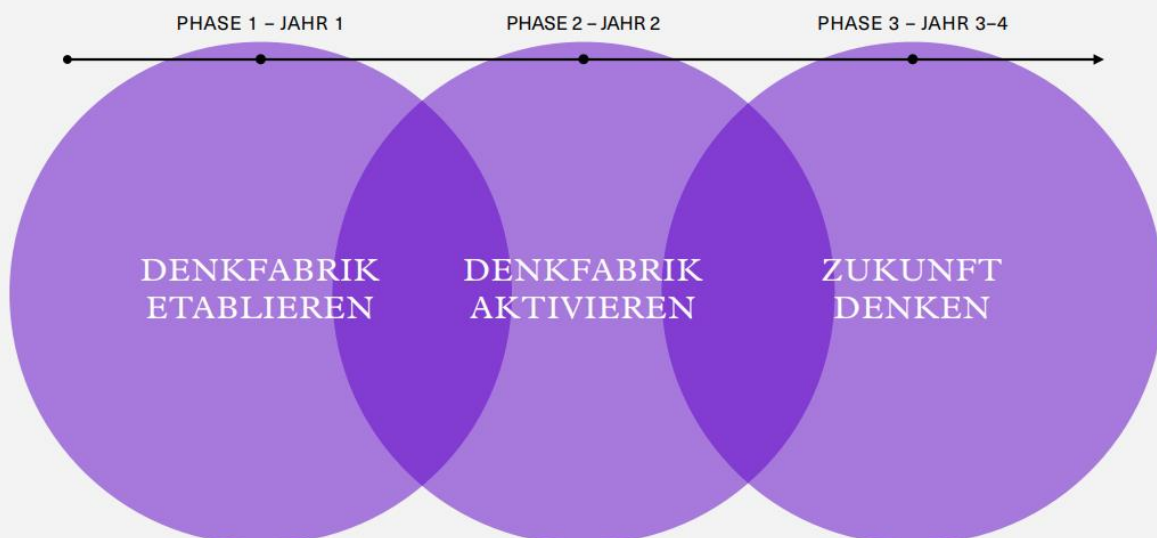 PHASE 1 – JAHR 1
PHASE 2 – JAHR 2
PHASE 3 – JAHR 3–4
DENKFABRIK
ETABLIEREN
DENKFABRIK
AKTIVIEREN
ZUKUNFT
DENKEN